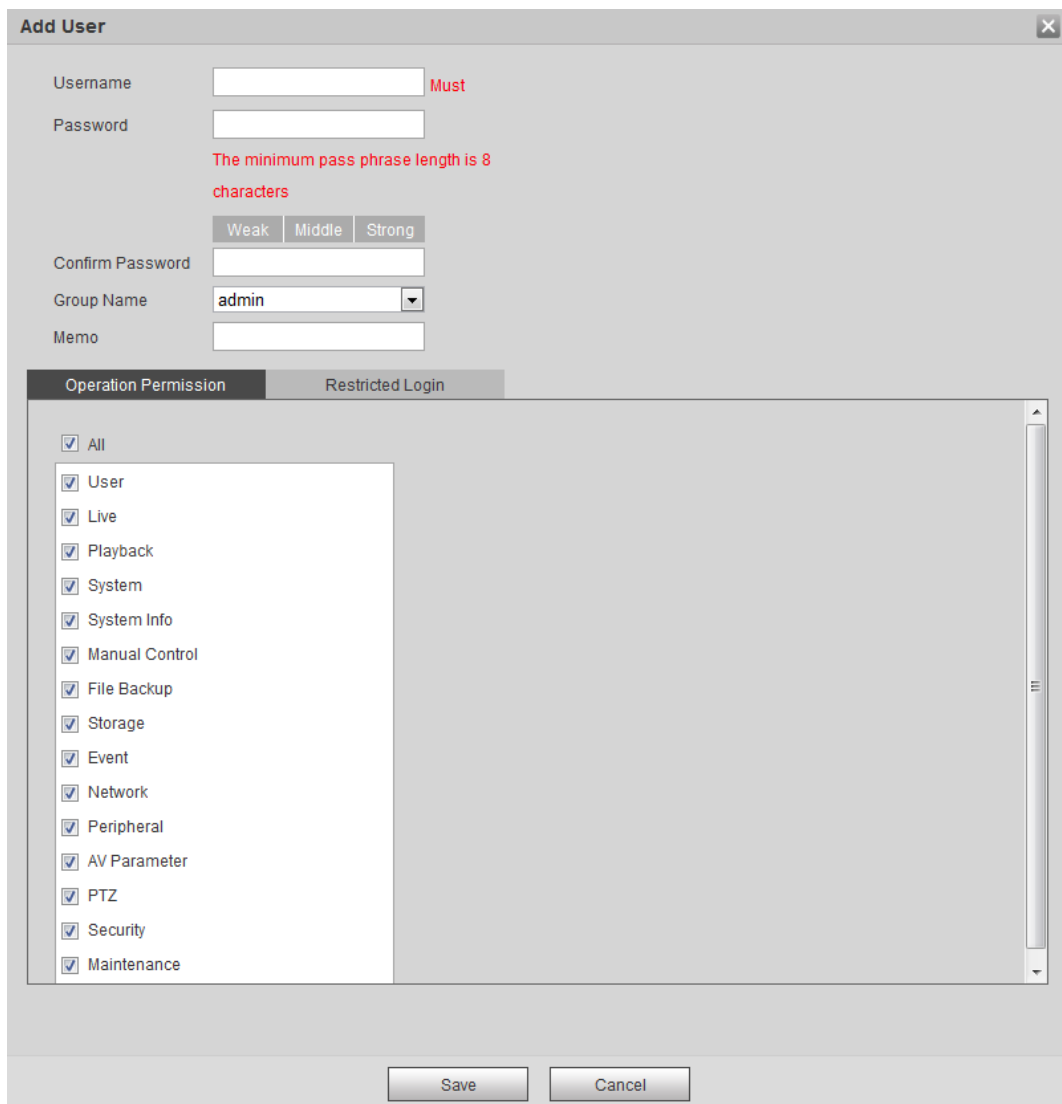 Add User
Username
Must
Password
The minimum pass phrase length is 8
characters
Weak Middle Strong
Confirm Password
Group Name admin
Memo
Operation Permission Restricted Login
All
User
Live
Playback
System
System Info
Manual Control
File Backup
Storage
Event
Network
Peripheral
AV Parameter
PTZ
Security
Maintenance
Save Cancel